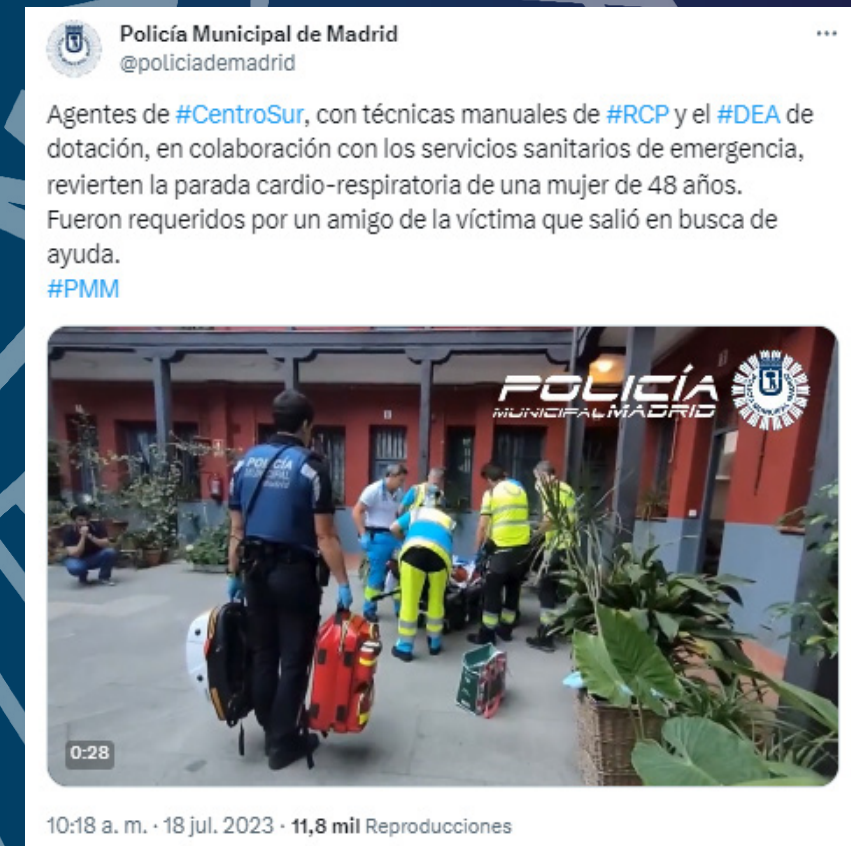 Policía Municipal de Madrid
@policiademadrid
Agentes de #CentroSur, con técnicas manuales de #RCP y el #DEA de
dotación, en colaboración con los servicios sanitarios de emergencia,
revierten la parada cardio-respiratoria de una mujer de 48 años.
Fueron requeridos por un amigo de la víctima que salió en busca de
ayuda.
#PMM
POLICÍA
MUNICIPAL MADRID
POLICÍA
MUNICIPAL
Madrid
0:28
10:18 a. m. · 18 jul. 2023 · 11,8 mil Reproducciones